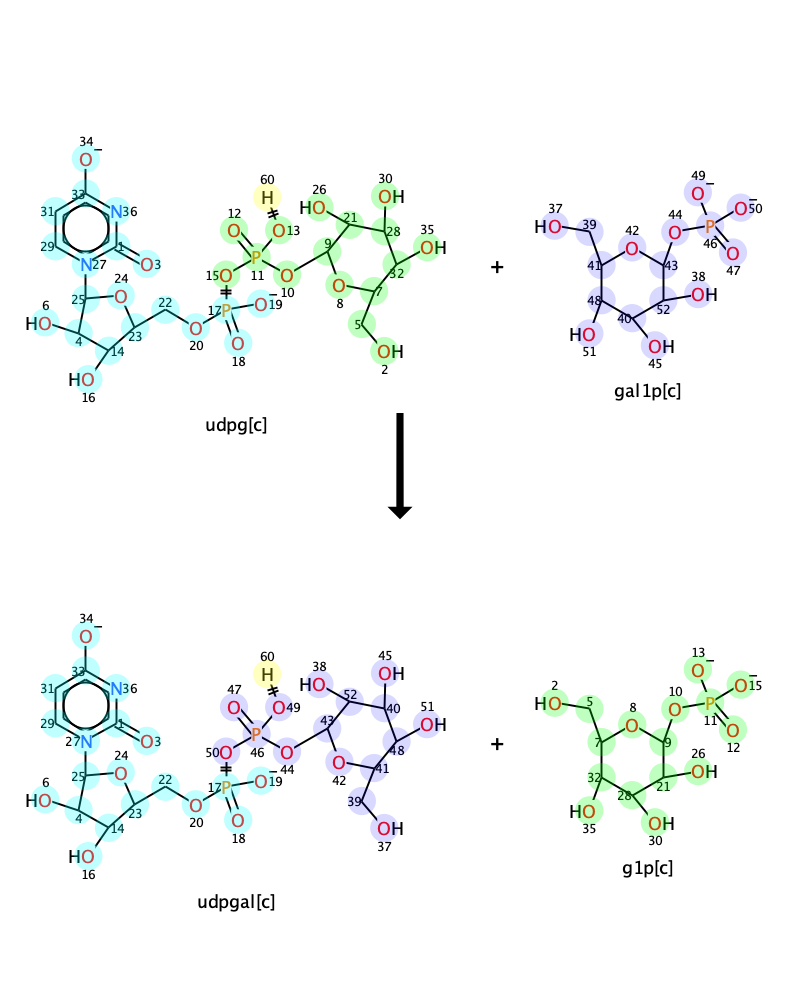 34
O−
33
31
N36
29
1
N27
O3
24
O
25
6
HO
4
14
HO
16
23
22
O
20
17P
O−19
O
18
15O
12
O
P
11
O13
60
H
O
10
9
26
HO
21
30
OH
28
35
OH
32
O
8
7
5
OH
2
udpg[c]
+
37
HO
39
42
O
41
48
HO
51
40
OH
45
52
38
OH
43
44
O
P
46
49
O−
O−50
O
47
gal1p[c]
34
O−
33
31
N36
29
1
27N
O3
24
O
25
6
HO
4
14
HO
16
23
22
O
20
17P
O−19
O
18
50O
47
O
P
46
O49
60
H
O
44
43
38
HO
52
45
OH
40
51
OH
48
O
42
41
39
OH
37
udpgal[c]
+
2
HO
5
8
O
7
32
HO
35
28
OH
30
21
26
OH
9
10
O
P
11
13
O−
O−15
O
12
g1p[c]